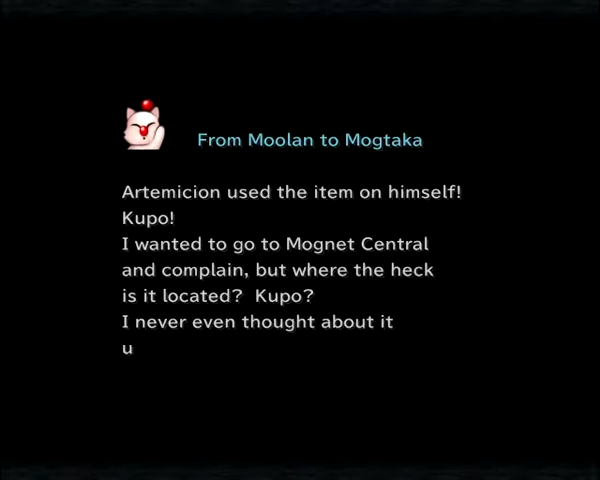 From Moolan to Mogtaka
Artemicion used the item on himself!
Kupo!
I wanted to go to Mognet Central
and complain, but where the heck
is it located?  Kupo?
I never even thought about it
u